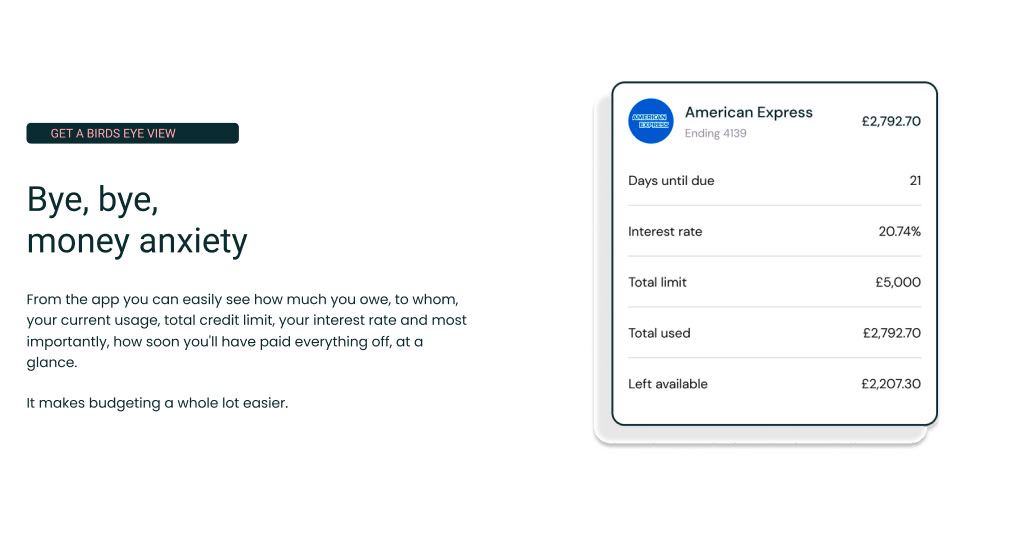 GET A BIRDS EYE VIEW
Bye, bye,
money anxiety
From the app you can easily see how much you owe, to whom,
your current usage, total credit limit, your interest rate and most
importantly, how soon you'll have paid everything off, at a
glance.
It makes budgeting a whole lot easier.
AMERICAN
EXPRESS
American Express
£2,792.70
Ending 4139
Days until due 21
Interest rate 20.74%
Total limit £5,000
Total used £2,792.70
Left available £2,207.30